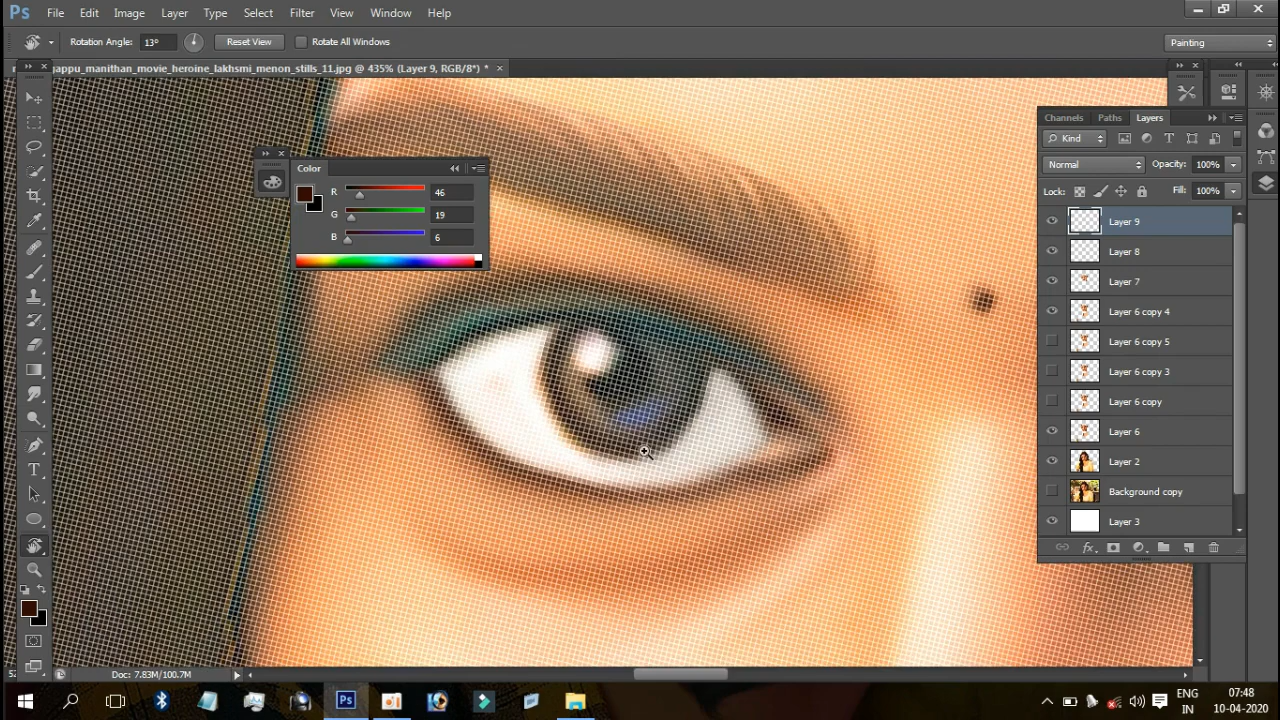 Ps File Edit Image Layer Type Select Filter View Window Help
Rotation Angle: 13° Reset View Rotate All Windows Painting
gappu_manithan_movie_heroine_lakhsmi_menon_stills_11.jpg @ 435% (Layer 9, RGB/8*) *
Color
R 46
G 19
B 6
Channels Paths Layers
Kind
Normal Opacity: 100%
Lock: Fill: 100%
Layer 9
Layer 8
Layer 7
Layer 6 copy 4
Layer 6 copy 5
Layer 6 copy 3
Layer 6 copy
Layer 6
Layer 2
Background copy
Layer 3
fx
Doc: 7.83M/100.7M
Ps
ENG
IN
07:48
10-04-2020